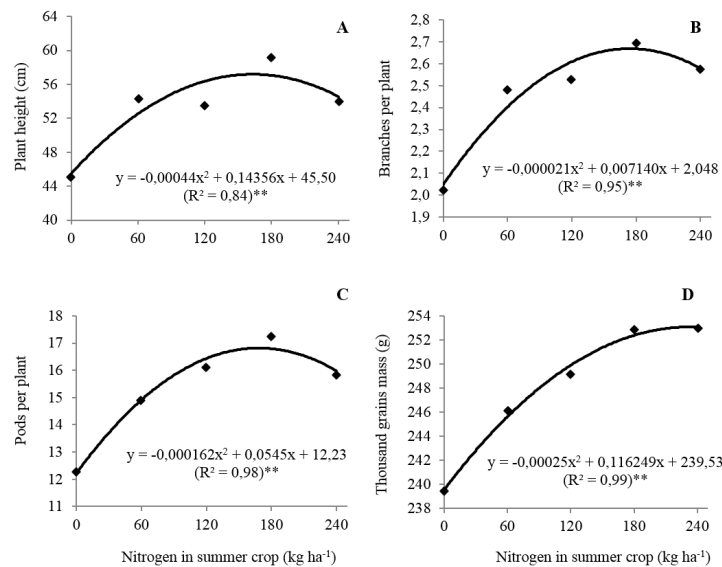 A
Plant height (cm)
64
60
56
52
48
44
40
y = -0,00044x² + 0,14356x + 45,50
(R² = 0,84)**
0 60 120 180 240
B
Branches per plant
2,8
2,7
2,6
2,5
2,4
2,3
2,2
2,1
2,0
1,9
y = -0,000021x² + 0,007140x + 2,048
(R² = 0,95)**
0 60 120 180 240
C
Pods per plant
18
17
16
15
14
13
12
11
y = -0,000162x² + 0,0545x + 12,23
(R² = 0,98)**
0 60 120 180 240
Nitrogen in summer crop (kg ha⁻¹)
D
Thousand grains mass (g)
254
252
250
248
246
244
242
240
238
y = -0,00025x² + 0,116249x + 239,53
(R² = 0,99)**
0 60 120 180 240
Nitrogen in summer crop (kg ha⁻¹)